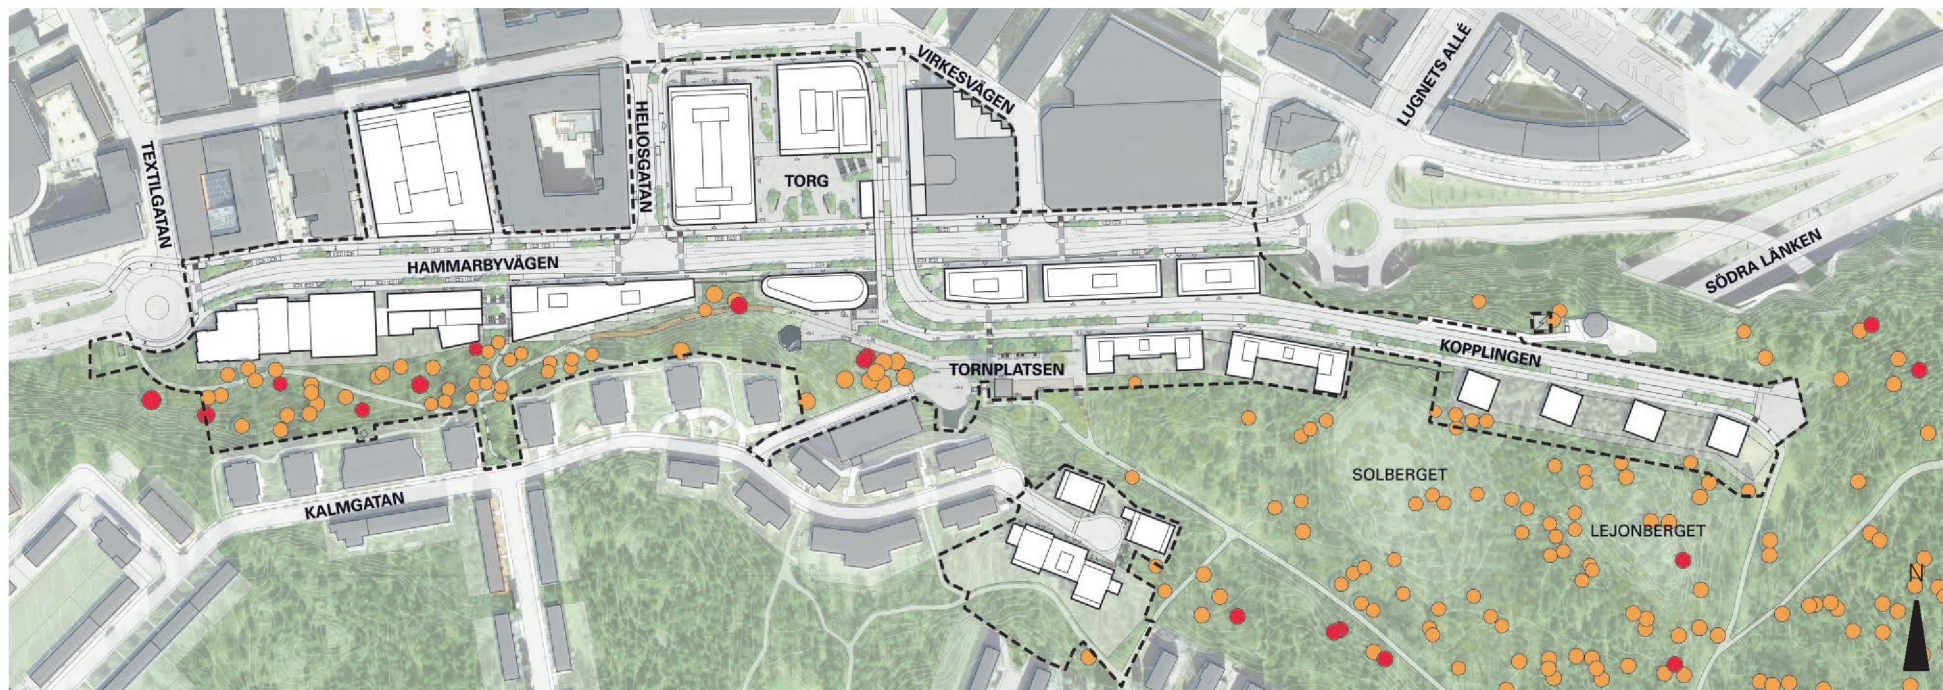 VIRKESVÄGEN
LUGNETS ALLÉ
TEXTILGATAN
HELIOSGATAN
TORG
HAMMARBYVÄGEN
SÖDRA LÄNKEN
KOPPLINGEN
TORNPLATSEN
SOLBERGET
KALMGATAN
LEJONBERGET
N